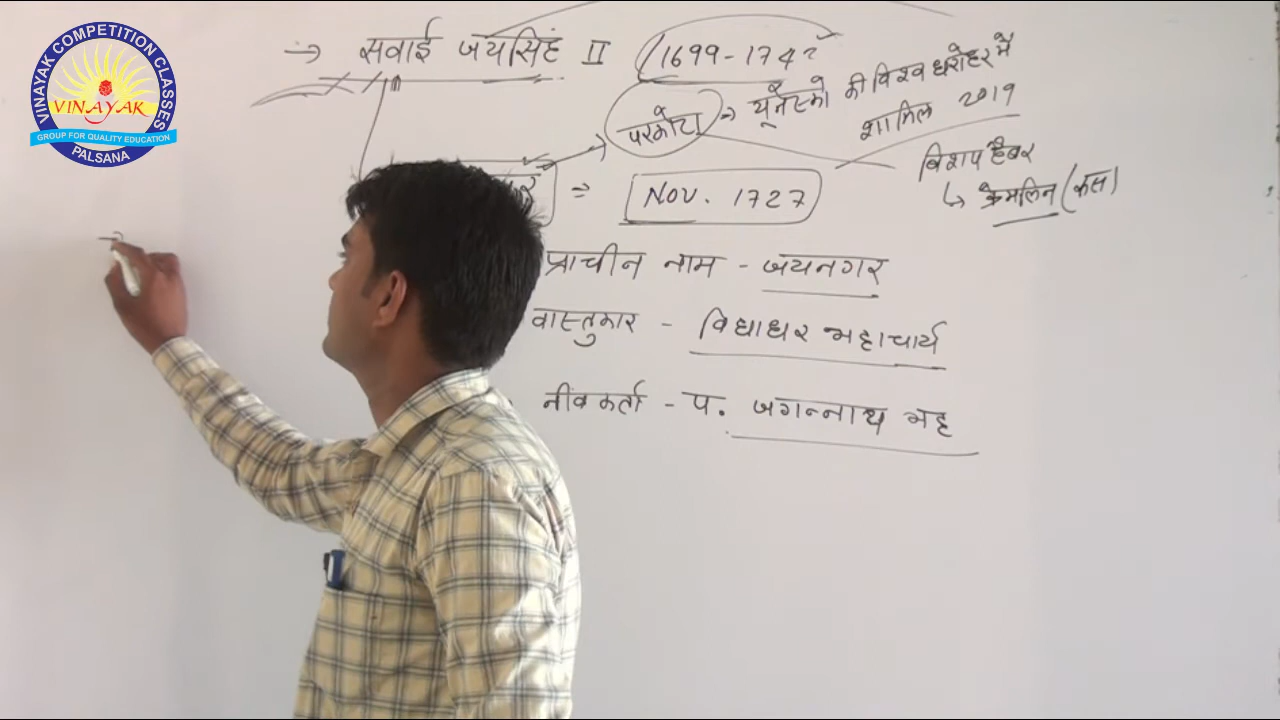 VINAYAK COMPETITION CLASSES
VINAYAK
GROUP FOR QUALITY EDUCATION
PALSANA
→ सवाई जयसिंह II (1699-174
परकोटा → यूनेस्को की विश्व धरोहर में
शामिल 2019
बिशप हैबर
↳ क्रेमलिन (रूस)
⇒ NOV. 1727
प्राचीन नाम - जयनगर
वास्तुकार - विद्याधर भट्टाचार्य
नींवकर्ता - प. जगन्नाथ भट्ट